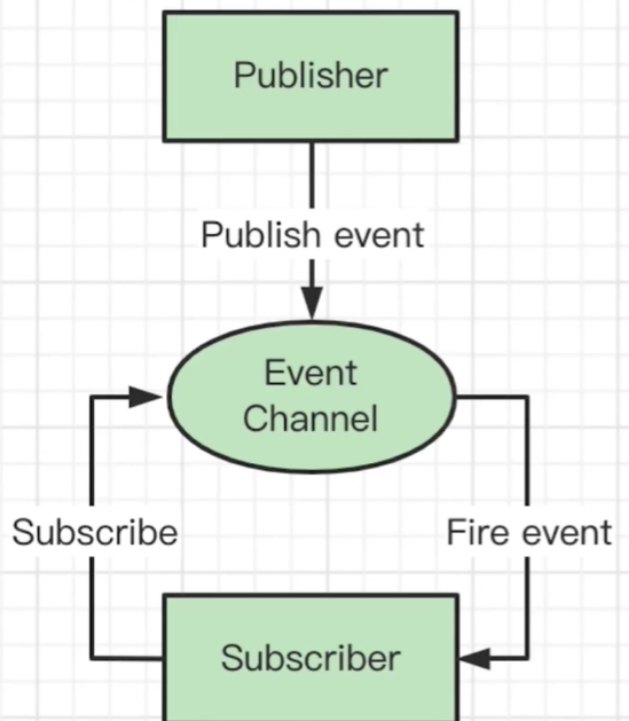 Publisher
Publish event
Event
Channel
Subscribe
Fire event
Subscriber